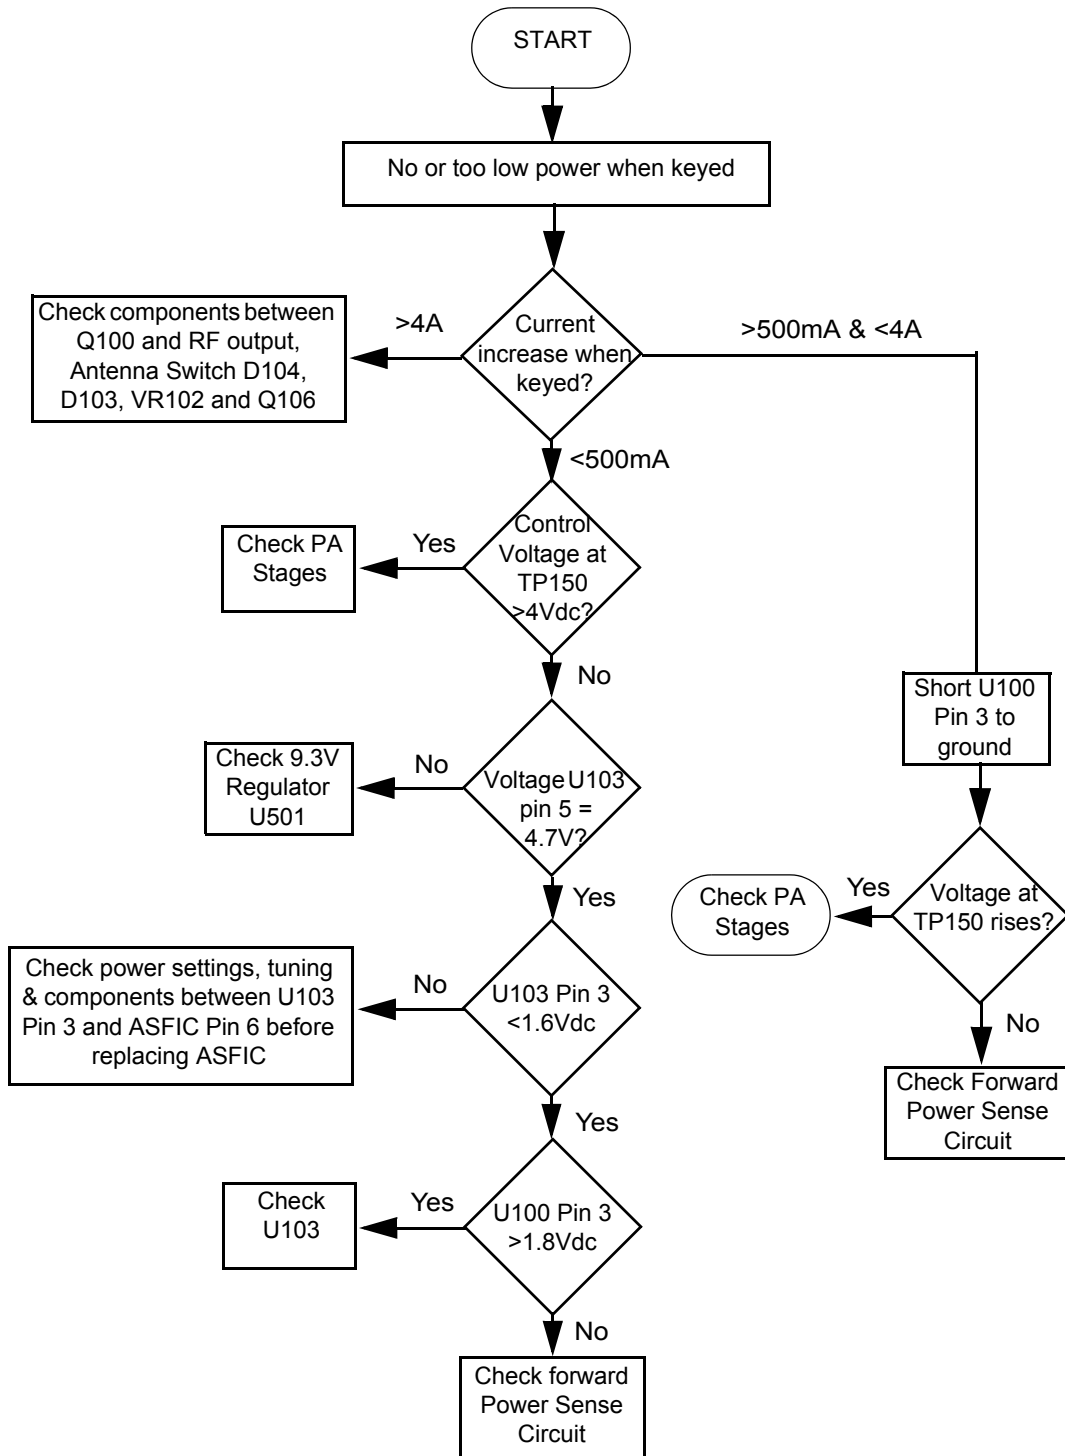 START
No or too low power when keyed
Check components between
Q100 and RF output,
Antenna Switch D104,
D103, VR102 and Q106
>4A
Current
increase when
keyed?
>500mA & <4A
<500mA
Control
Voltage at
TP150
>4Vdc?
Yes
Check PA
Stages
No
Short U100
Pin 3 to
ground
Voltage U103
pin 5 =
4.7V?
No
Check 9.3V
Regulator
U501
Yes
Voltage at
TP150 rises?
Yes
Check PA
Stages
No
Check Forward
Power Sense
Circuit
U103 Pin 3
<1.6Vdc
No
Check power settings, tuning
& components between U103
Pin 3 and ASFIC Pin 6 before
replacing ASFIC
Yes
U100 Pin 3
>1.8Vdc
Yes
Check
U103
No
Check forward
Power Sense
Circuit